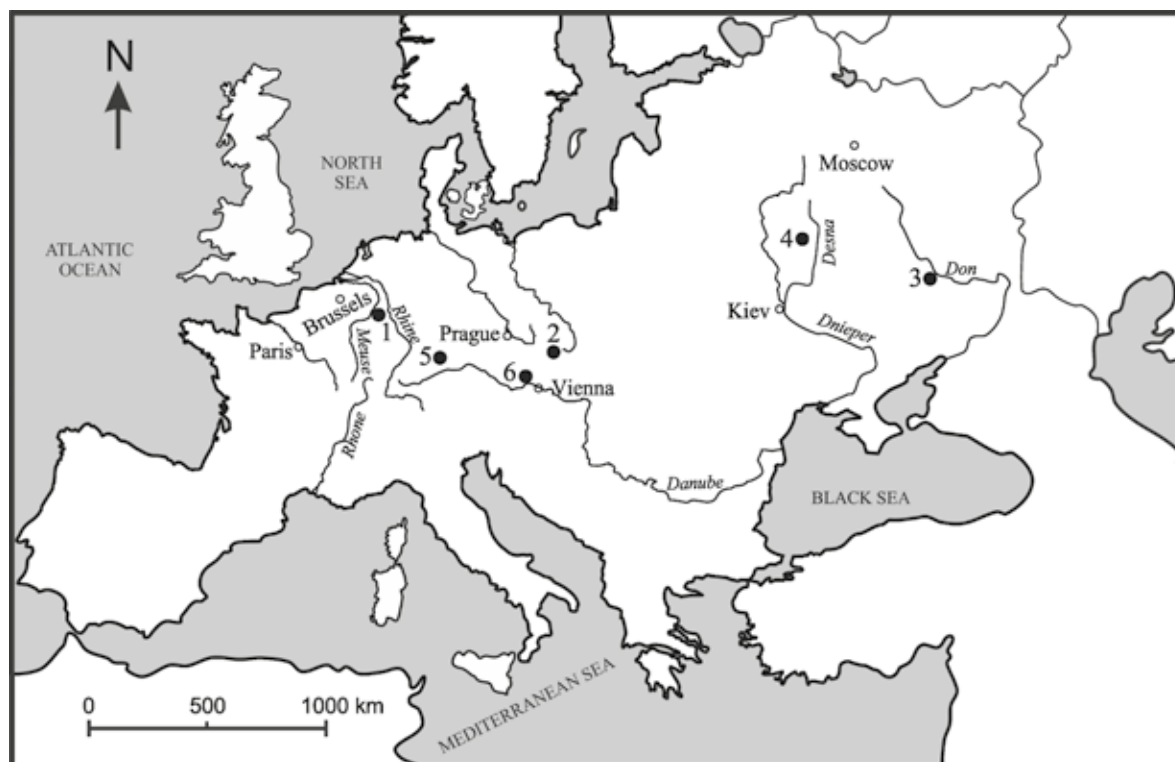 N
NORTH
SEA
ATLANTIC
OCEAN
Moscow
4
Desna
3
Don
Kiev
Dnieper
Brussels
1
Rhine
Meuse
Paris
Prague
2
5
6
Vienna
Rhone
Danube
BLACK SEA
MEDITERRANEAN SEA
0 500 1000 km